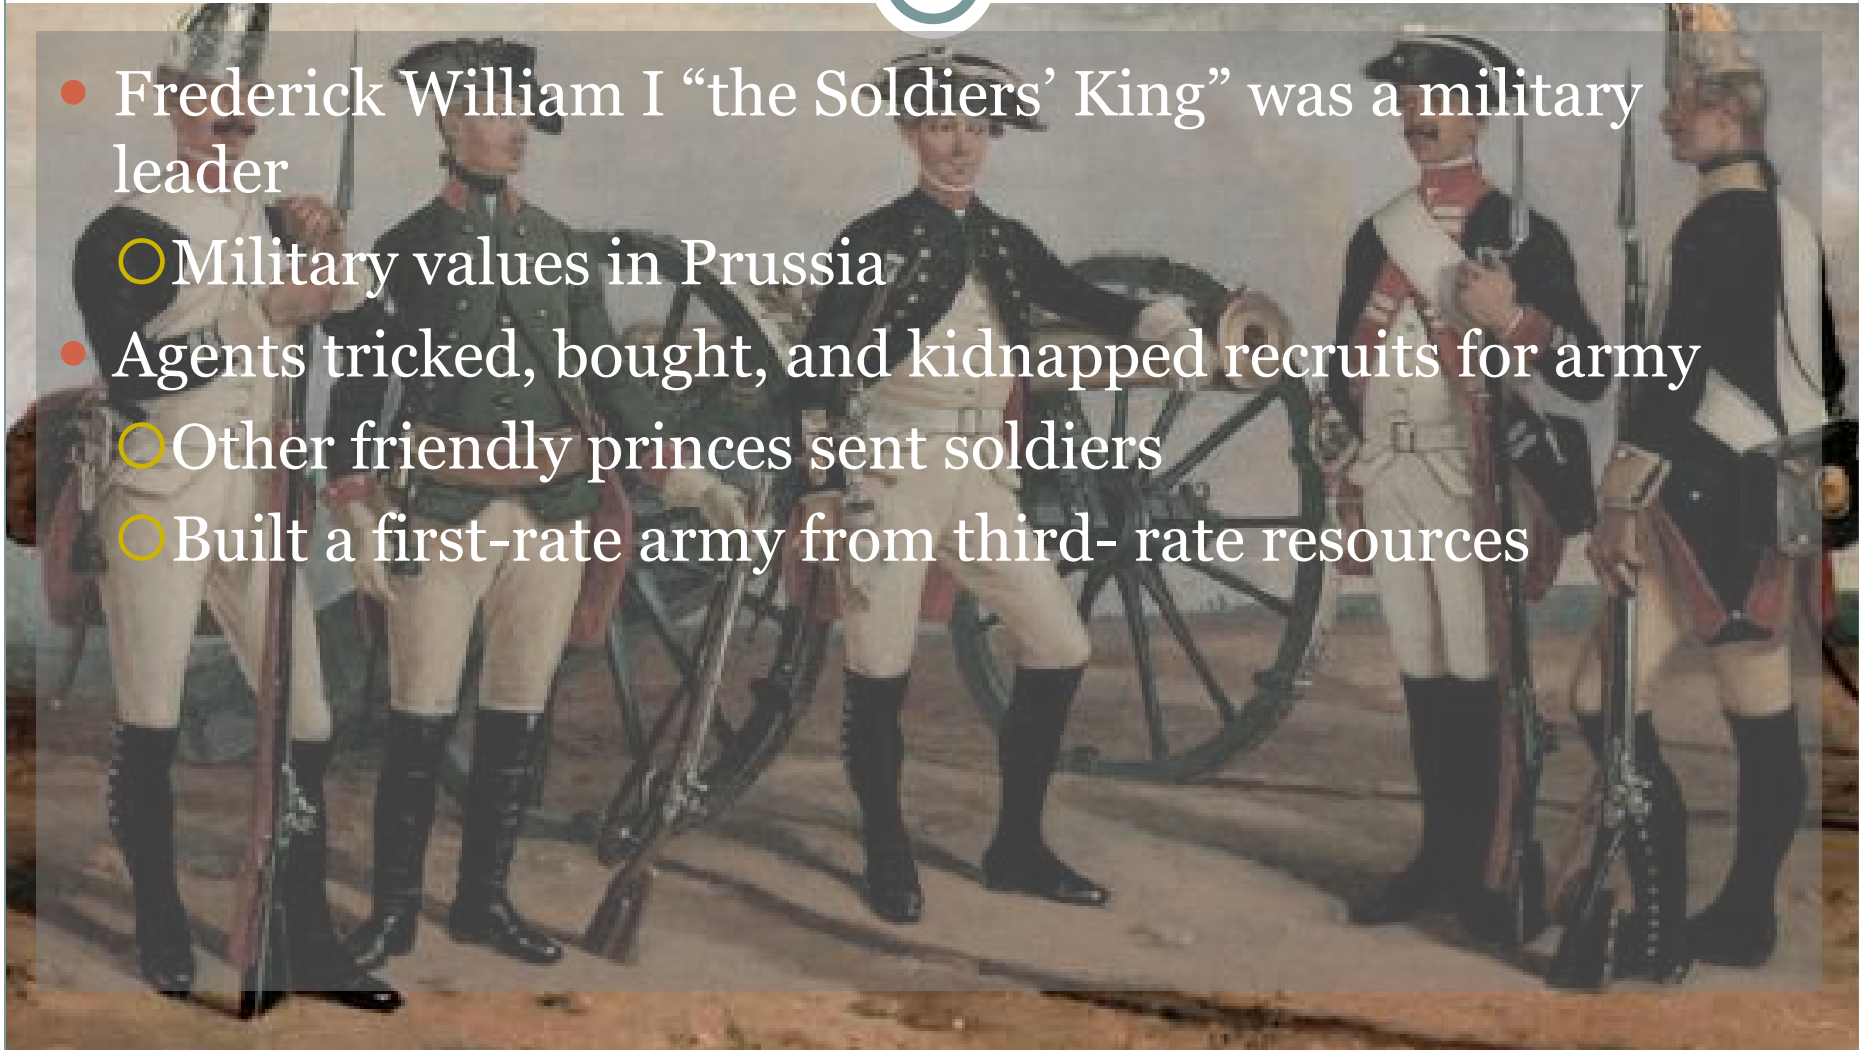 Frederick William I “the Soldiers’ King” was a military
leader
Military values in Prussia
Agents tricked, bought, and kidnapped recruits for army
Other friendly princes sent soldiers
Built a first-rate army from third- rate resources